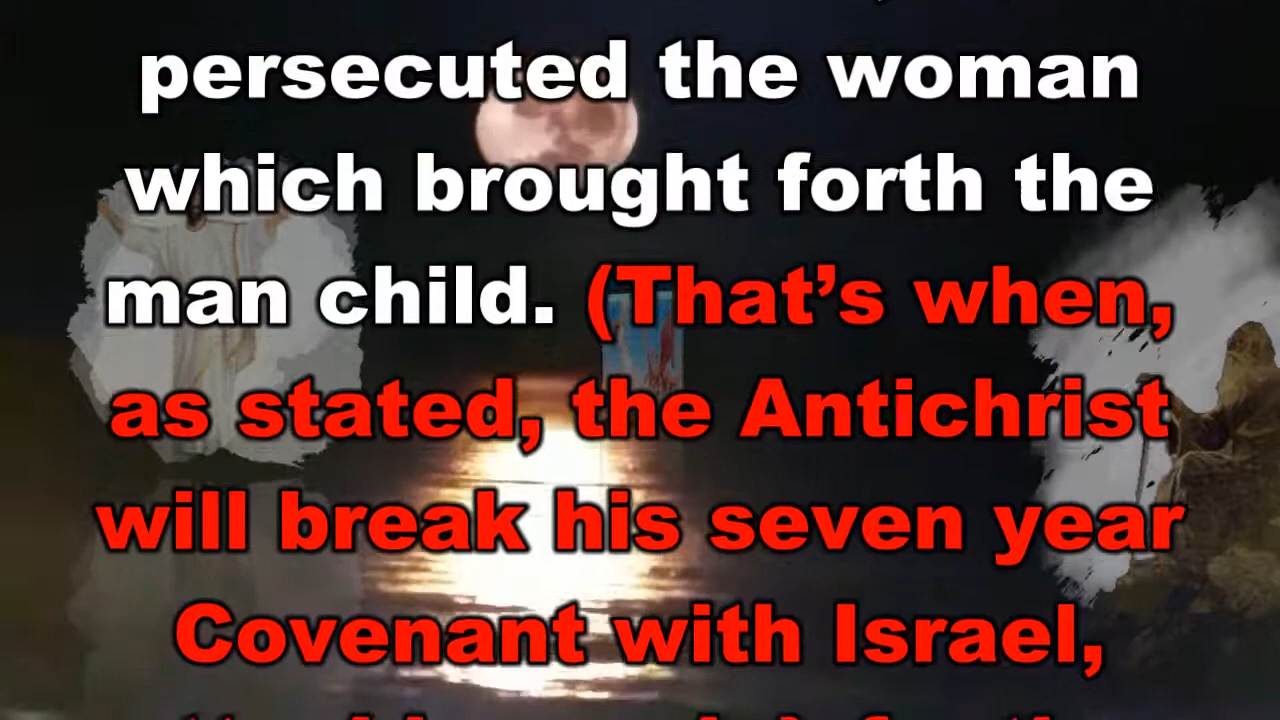 persecuted the woman
which brought forth the
man child. (That’s when,
as stated, the Antichrist
will break his seven year
Covenant with Israel,